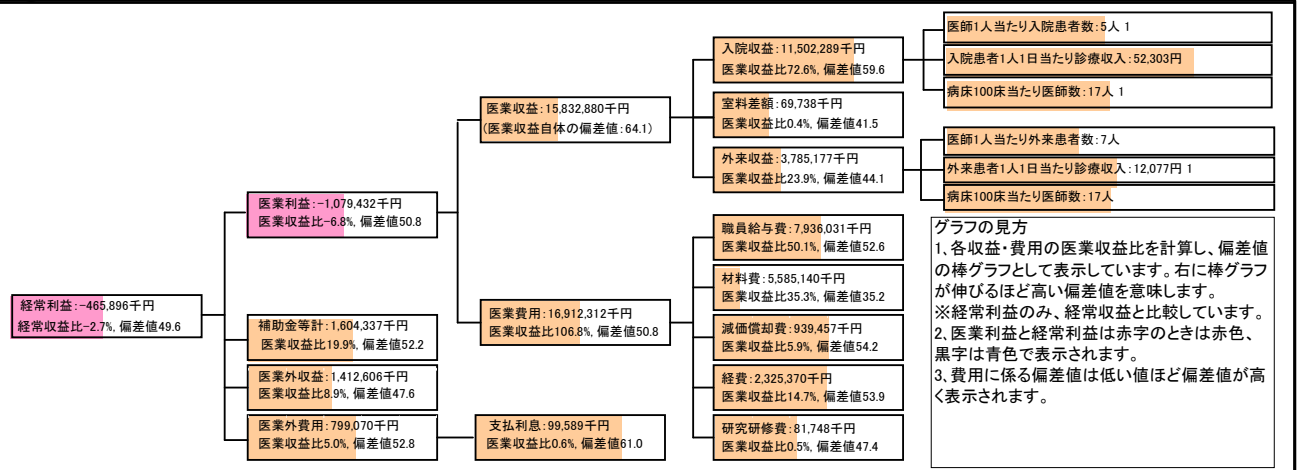 経常利益:-465,896千円
経常収益比-2.7%, 偏差値49.6
医業利益:-1,079,432千円
医業収益比-6.8%, 偏差値50.8
補助金等計:1,604,337千円
医業収益比19.9%, 偏差値52.2
医業外収益:1,412,606千円
医業収益比8.9%, 偏差値47.6
医業外費用:799,070千円
医業収益比5.0%, 偏差値52.8
医業収益:15,832,880千円
(医業収益自体の偏差値:64.1)
医業費用:16,912,312千円
医業収益比106.8%, 偏差値50.8
支払利息:99,589千円
医業収益比0.6%, 偏差値61.0
入院収益:11,502,289千円
医業収益比72.6%, 偏差値59.6
室料差額:69,738千円
医業収益比0.4%, 偏差値41.5
外来収益:3,785,177千円
医業収益比23.9%, 偏差値44.1
職員給与費:7,936,031千円
医業収益比50.1%, 偏差値52.6
材料費:5,585,140千円
医業収益比35.3%, 偏差値35.2
減価償却費:939,457千円
医業収益比5.9%, 偏差値54.2
経費:2,325,370千円
医業収益比14.7%, 偏差値53.9
研究研修費:81,748千円
医業収益比0.5%, 偏差値47.4
医師1人当たり入院患者数:5人 1
入院患者1人1日当たり診療収入:52,303円
病床100床当たり医師数:17人 1
医師1人当たり外来患者数:7人
外来患者1人1日当たり診療収入:12,077円 1
病床100床当たり医師数:17人
グラフの見方
1、各収益・費用の医業収益比を計算し、偏差値
の棒グラフとして表示しています。右に棒グラフ
が伸びるほど高い偏差値を意味します。
※経常利益のみ、経常収益と比較しています。
2、医業利益と経常利益は赤字のときは赤色、
黒字は青色で表示されます。
3、費用に係る偏差値は低い値ほど偏差値が高
く表示されます。